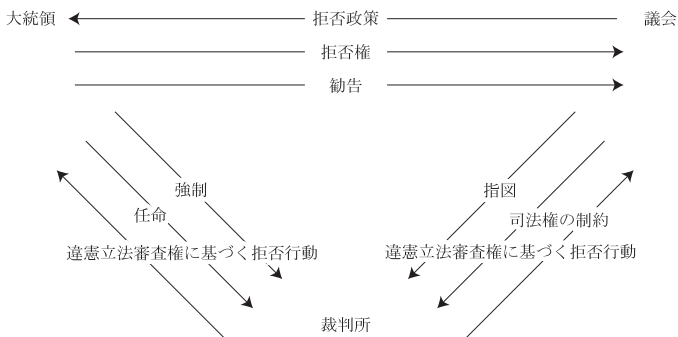 大統領
拒否政策
議会
拒否権
勧告
強制
指図
任命
司法権の制約
違憲立法審査権に基づく拒否行動
違憲立法審査権に基づく拒否行動
裁判所